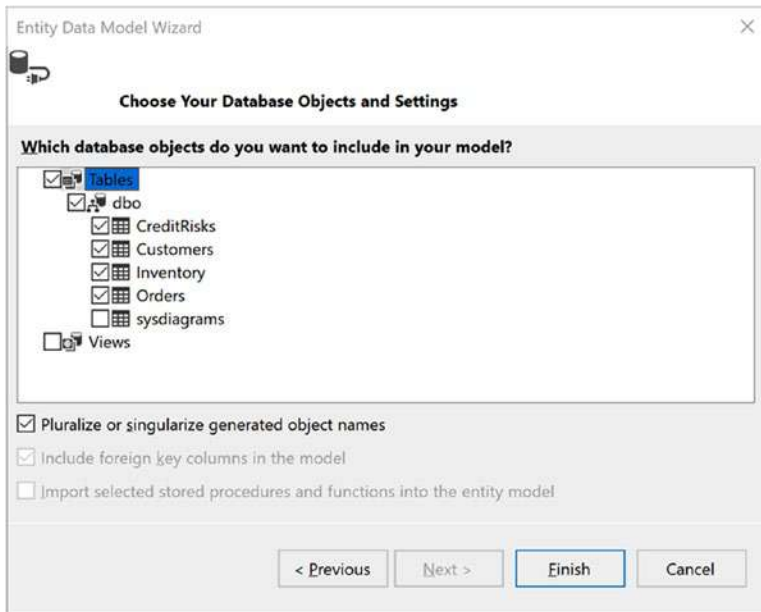 Entity Data Model Wizard
Choose Your Database Objects and Settings
Which database objects do you want to include in your model?
Tables
dbo
CreditRisks
Customers
Inventory
Orders
sysdiagrams
Views
Pluralize or singularize generated object names
Include foreign key columns in the model
Import selected stored procedures and functions into the entity model
< Previous Next > Finish Cancel